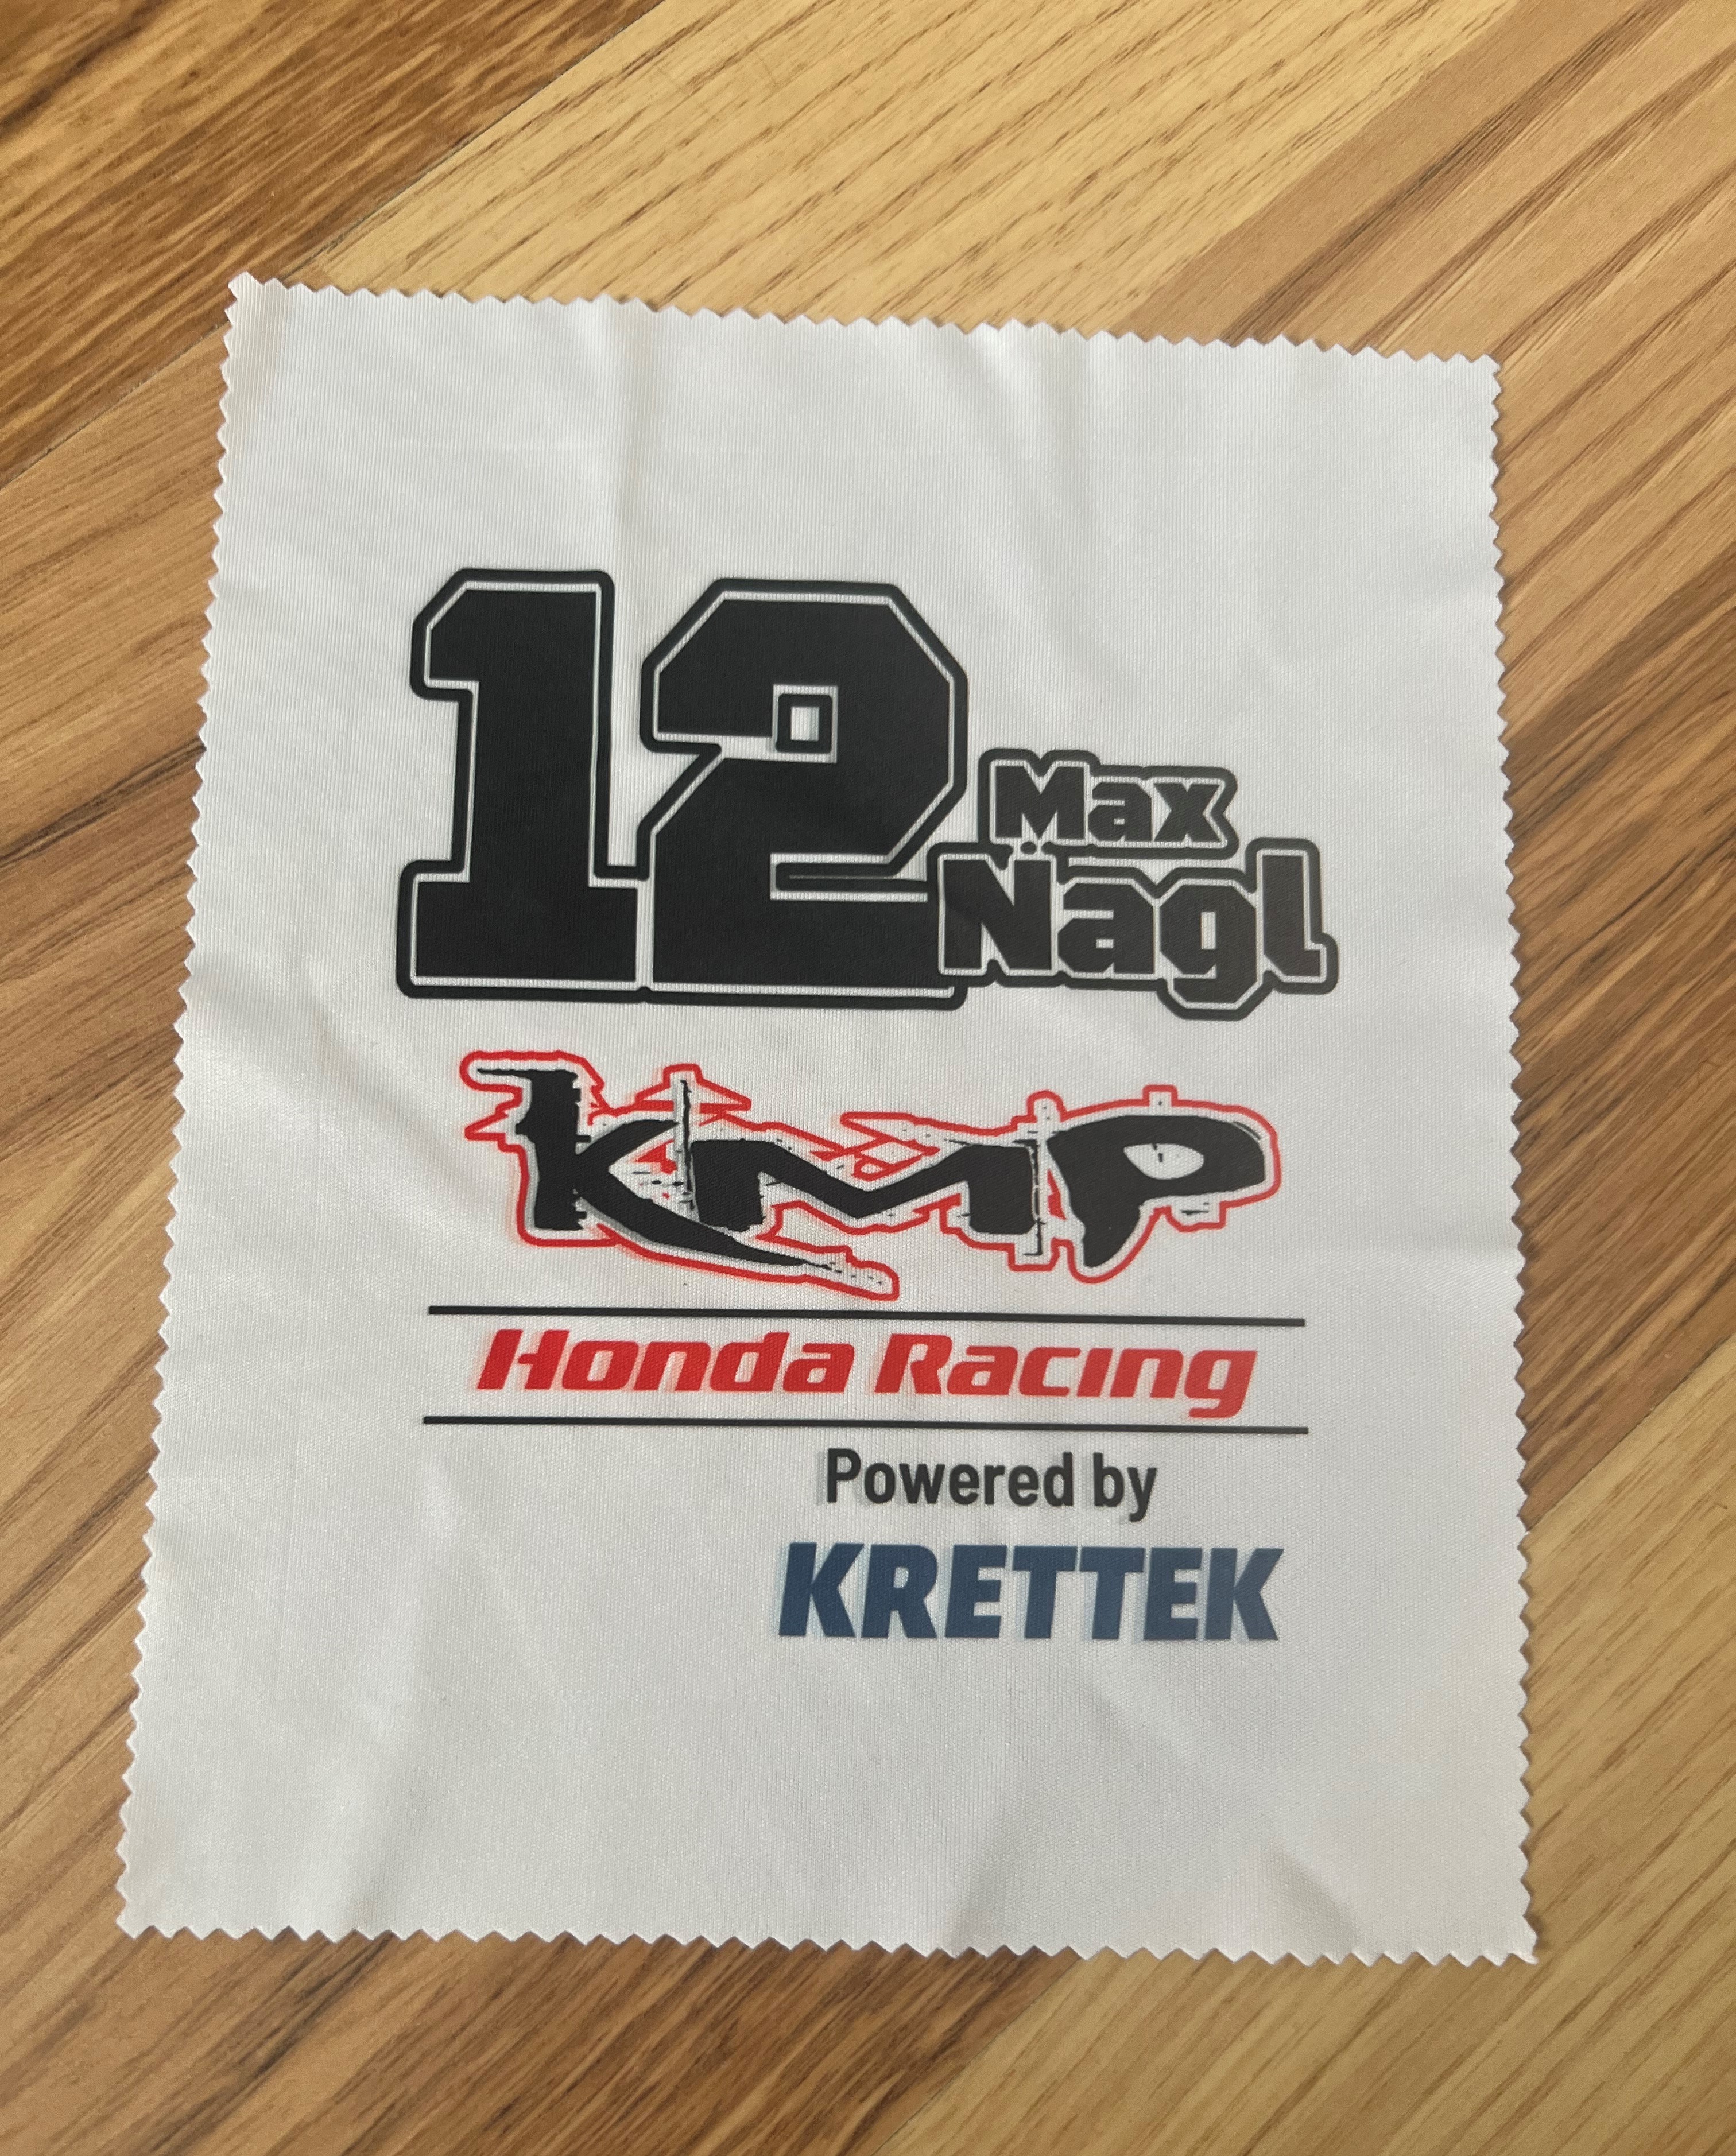 12
Max
Nagl
KMP
Honda Racing
Powered by
KRETTEK